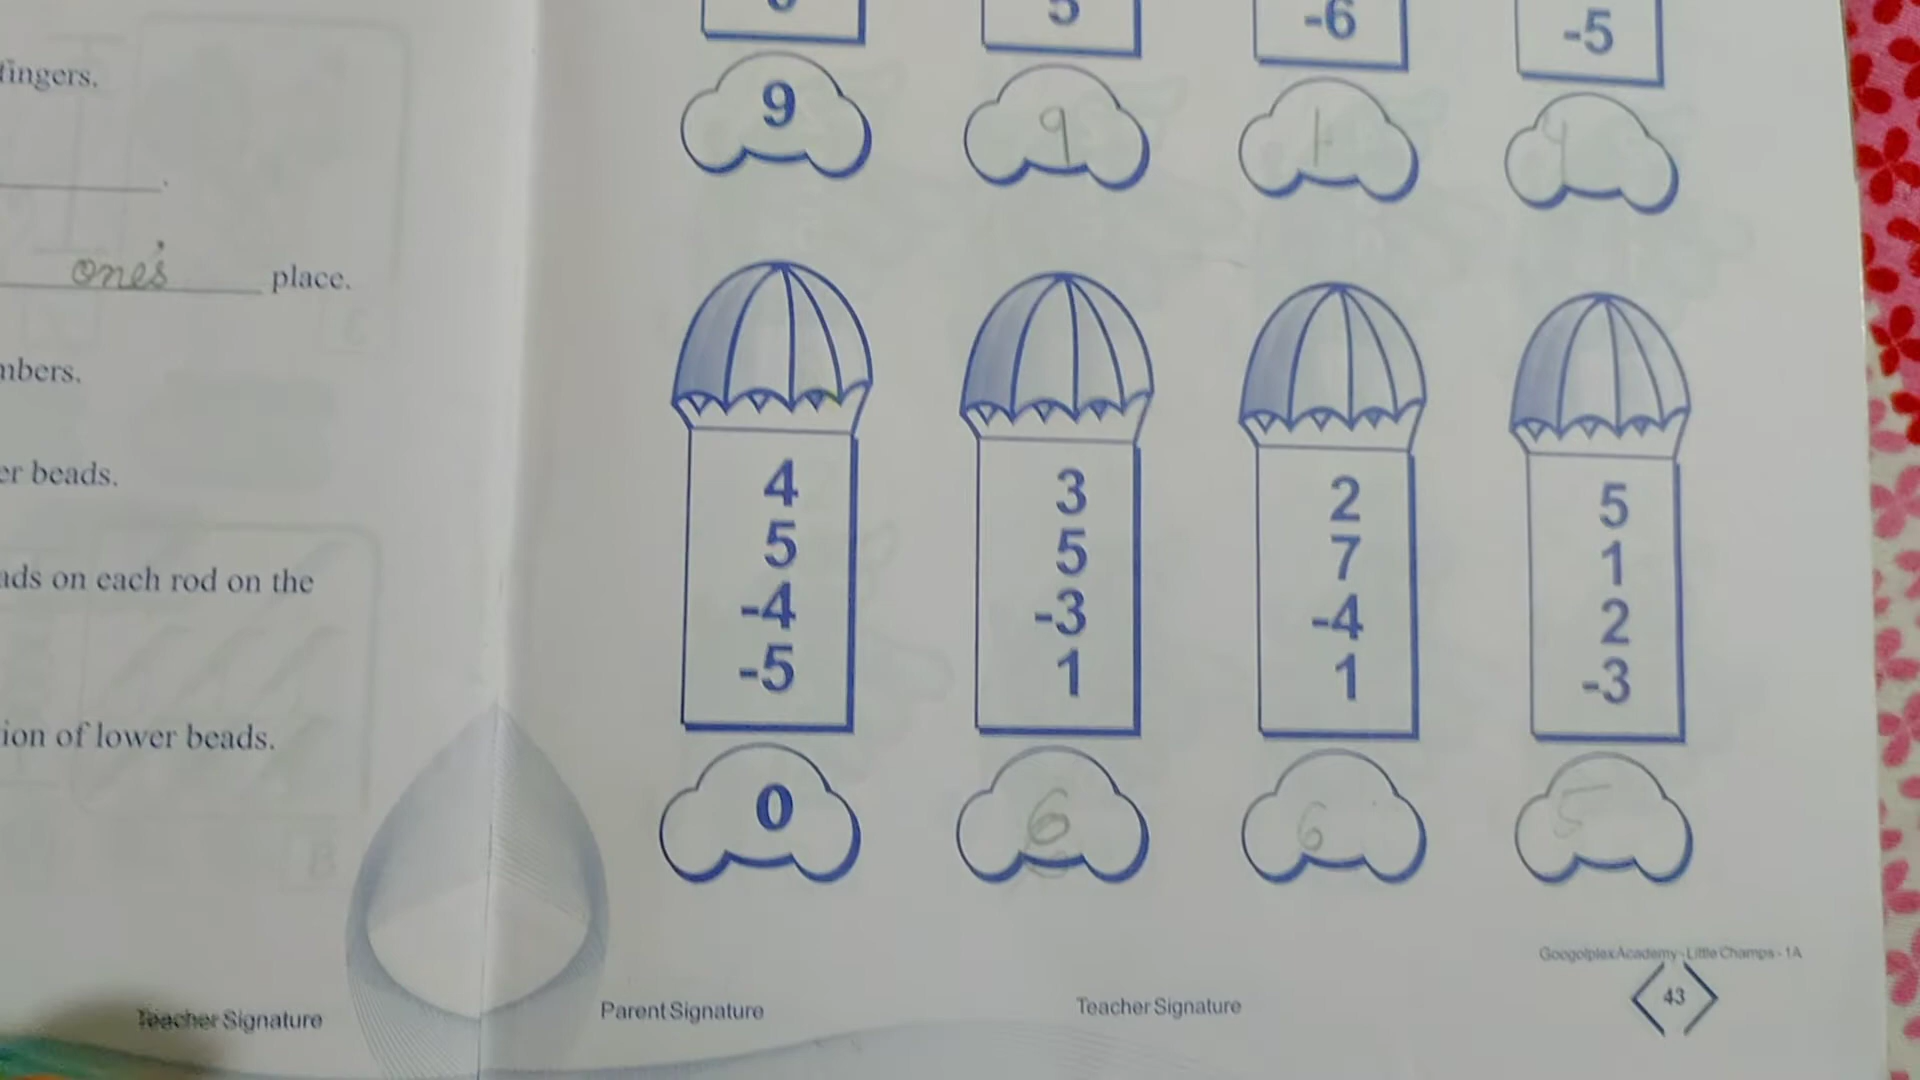 fingers.
one's place.
er beads.
ads on each rod on the
ion of lower beads.
Teacher Signature
5 -6 -5
9 9 1
4 3 2 5
5 5 7 1
-4 -3 -4 2
-5 1 1 -3
0 6 6 5
Googolplex Academy - Little Champs - 1A
Parent Signature Teacher Signature 43